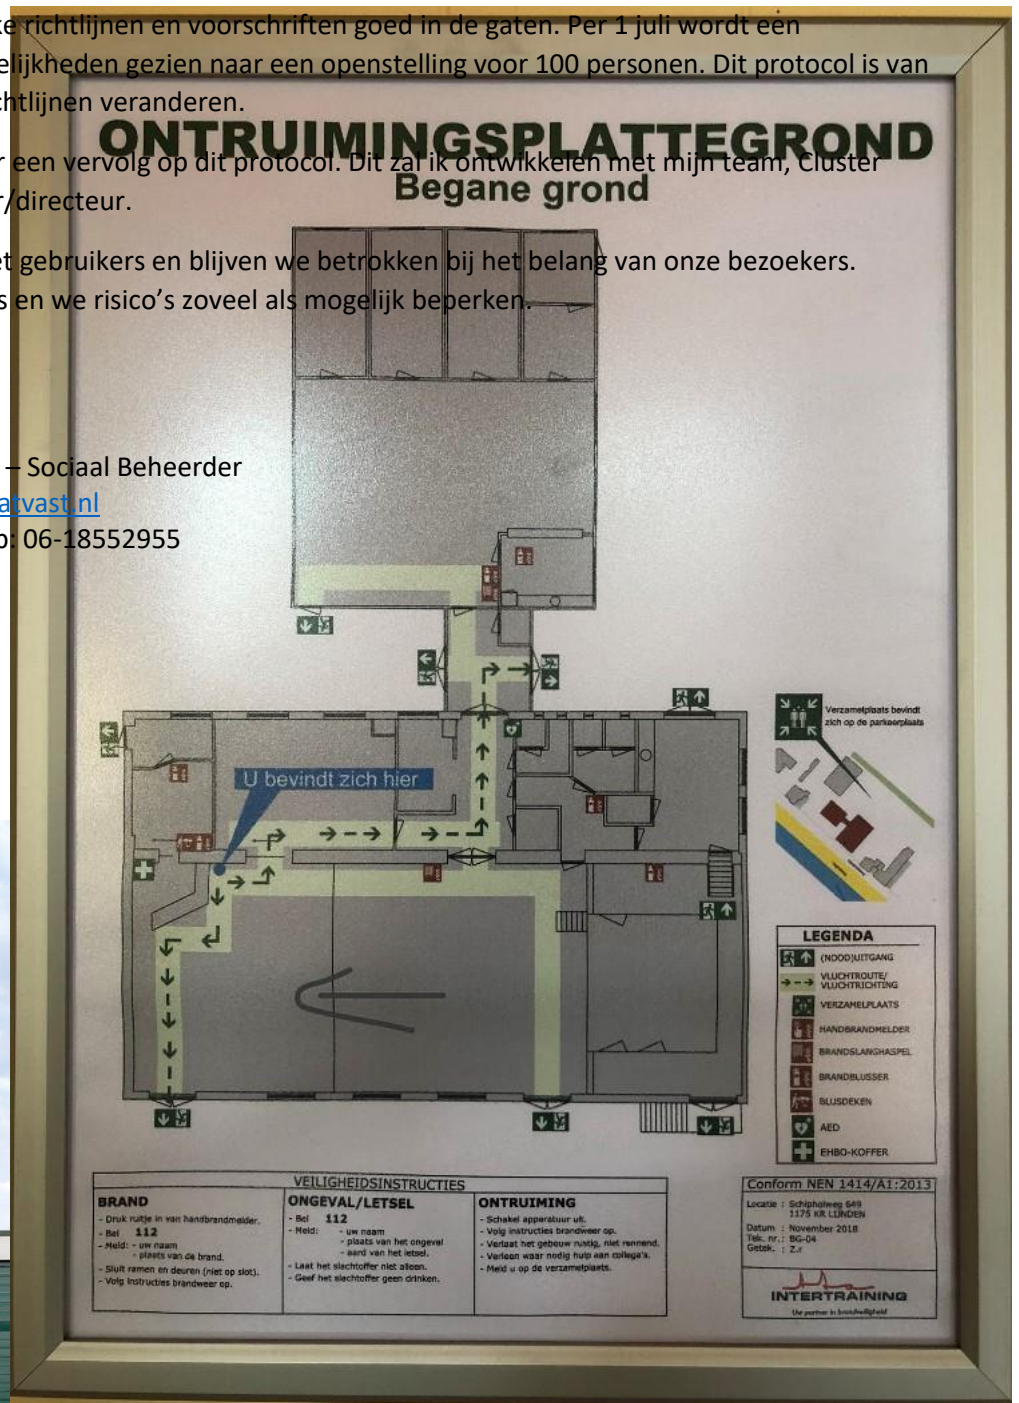 ke richtlijnen en voorschriften goed in de gaten. Per 1 juli wordt een
elijkheden gezien naar een openstelling voor 100 personen. Dit protocol is van
chtlijnen veranderen.
ONTRUIMINGSPLATTEGROND
r een vervolg op dit protocol. Dit zal ik ontwikkelen met mijn team, Cluster
Begane grond
r/directeur.
et gebruikers en blijven we betrokken bij het belang van onze bezoekers.
s en we risico's zoveel als mogelijk beperken.
– Sociaal Beheerder
atvast.nl
p: 06-18552955
Verzamelplaats bevindt
zich op de parkeerplaats
U bevindt zich hier
LEGENDA
(NOOD)UITGANG
VLUCHTROUTE/
VLUCHTRICHTING
VERZAMELPLAATS
HANDBRANDMELDER
BRANDSLANGHASPEL
BRANDBLUSSER
BLUSDEKEN
AED
EHBO-KOFFER
VEILIGHEIDSINSTRUCTIES
BRAND
- Druk ruitje in van handbrandmelder.
- Bel 112
- Meld: - uw naam
- plaats van de brand.
- Sluit ramen en deuren (niet op slot).
- Volg instructies brandweer op.
ONGEVAL/LETSEL
- Bel 112
- Meld: - uw naam
- plaats van het ongeval
- aard van het letsel.
- Laat het slachtoffer niet alleen.
- Geef het slachtoffer geen drinken.
ONTRUIMING
- Schakel apparatuur uit.
- Volg instructies brandweer op.
- Verlaat het gebouw rustig, niet rennend.
- Verleen waar nodig hulp aan collega's.
- Meld u op de verzamelplaats.
Conform NEN 1414/A1:2013
Locatie : Schipholweg 649
1175 KR LIJNDEN
Datum : November 2018
Tek. nr.: BG-04
Getek. : Z.r
INTERTRAINING
Uw partner in brandveiligheid